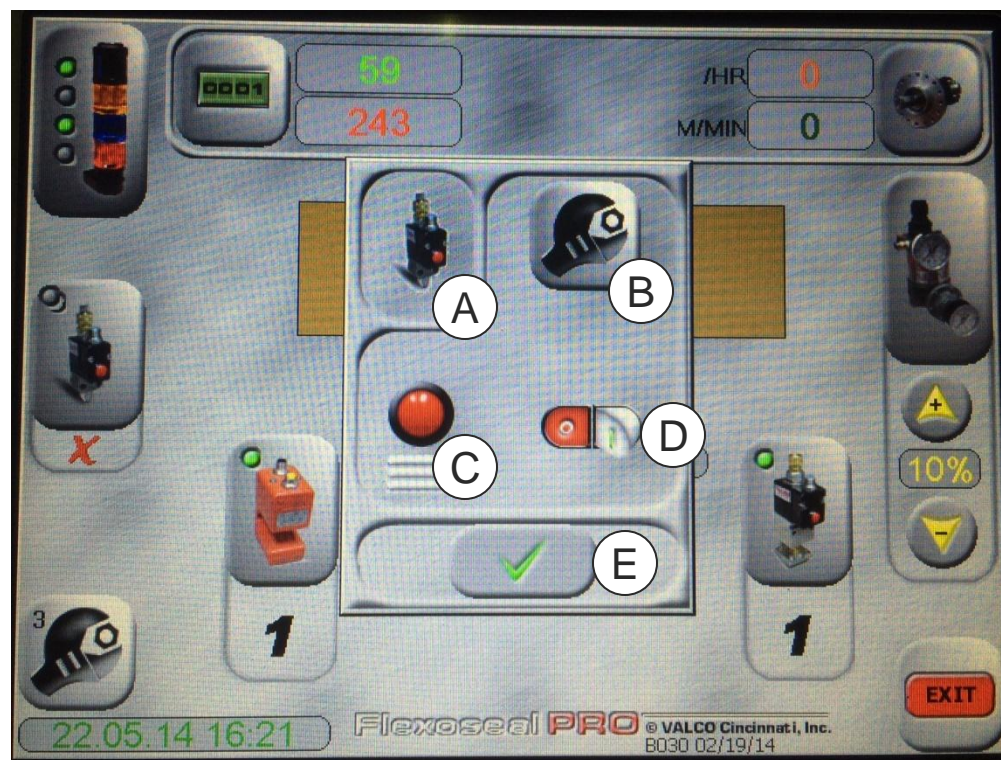 0001
59
243
/HR
0
M/MIN
0
A
B
C
D
E
X
10%
1
1
3
EXIT
22.05.14 16:21
Flexoseal PRO
© VALCO Cincinnati, Inc.
B030 02/19/14